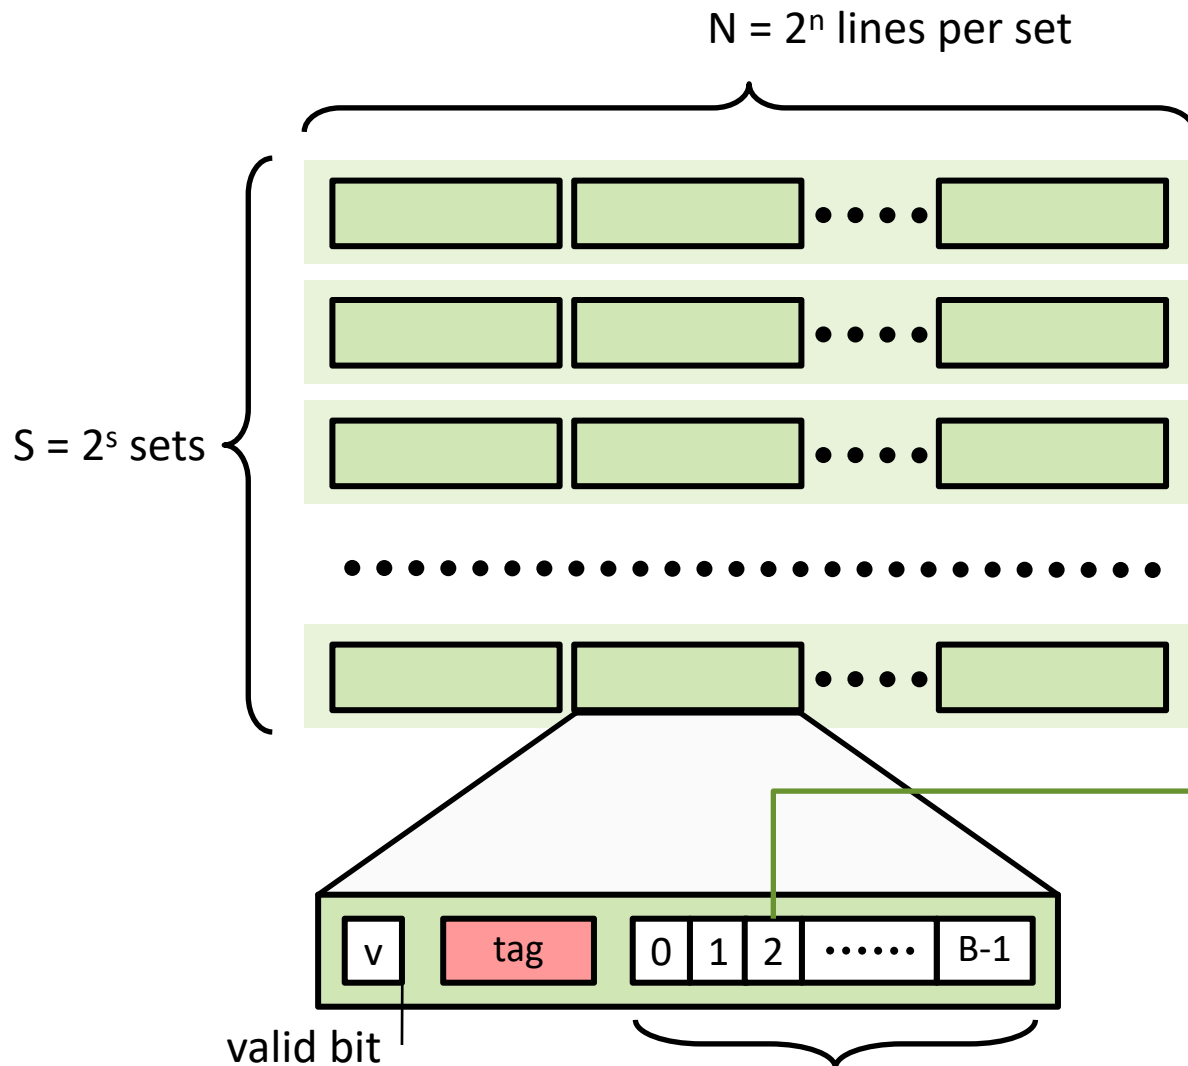 N = 2ⁿ lines per set
S = 2ˢ sets
v tag 0 1 2 B-1
valid bit